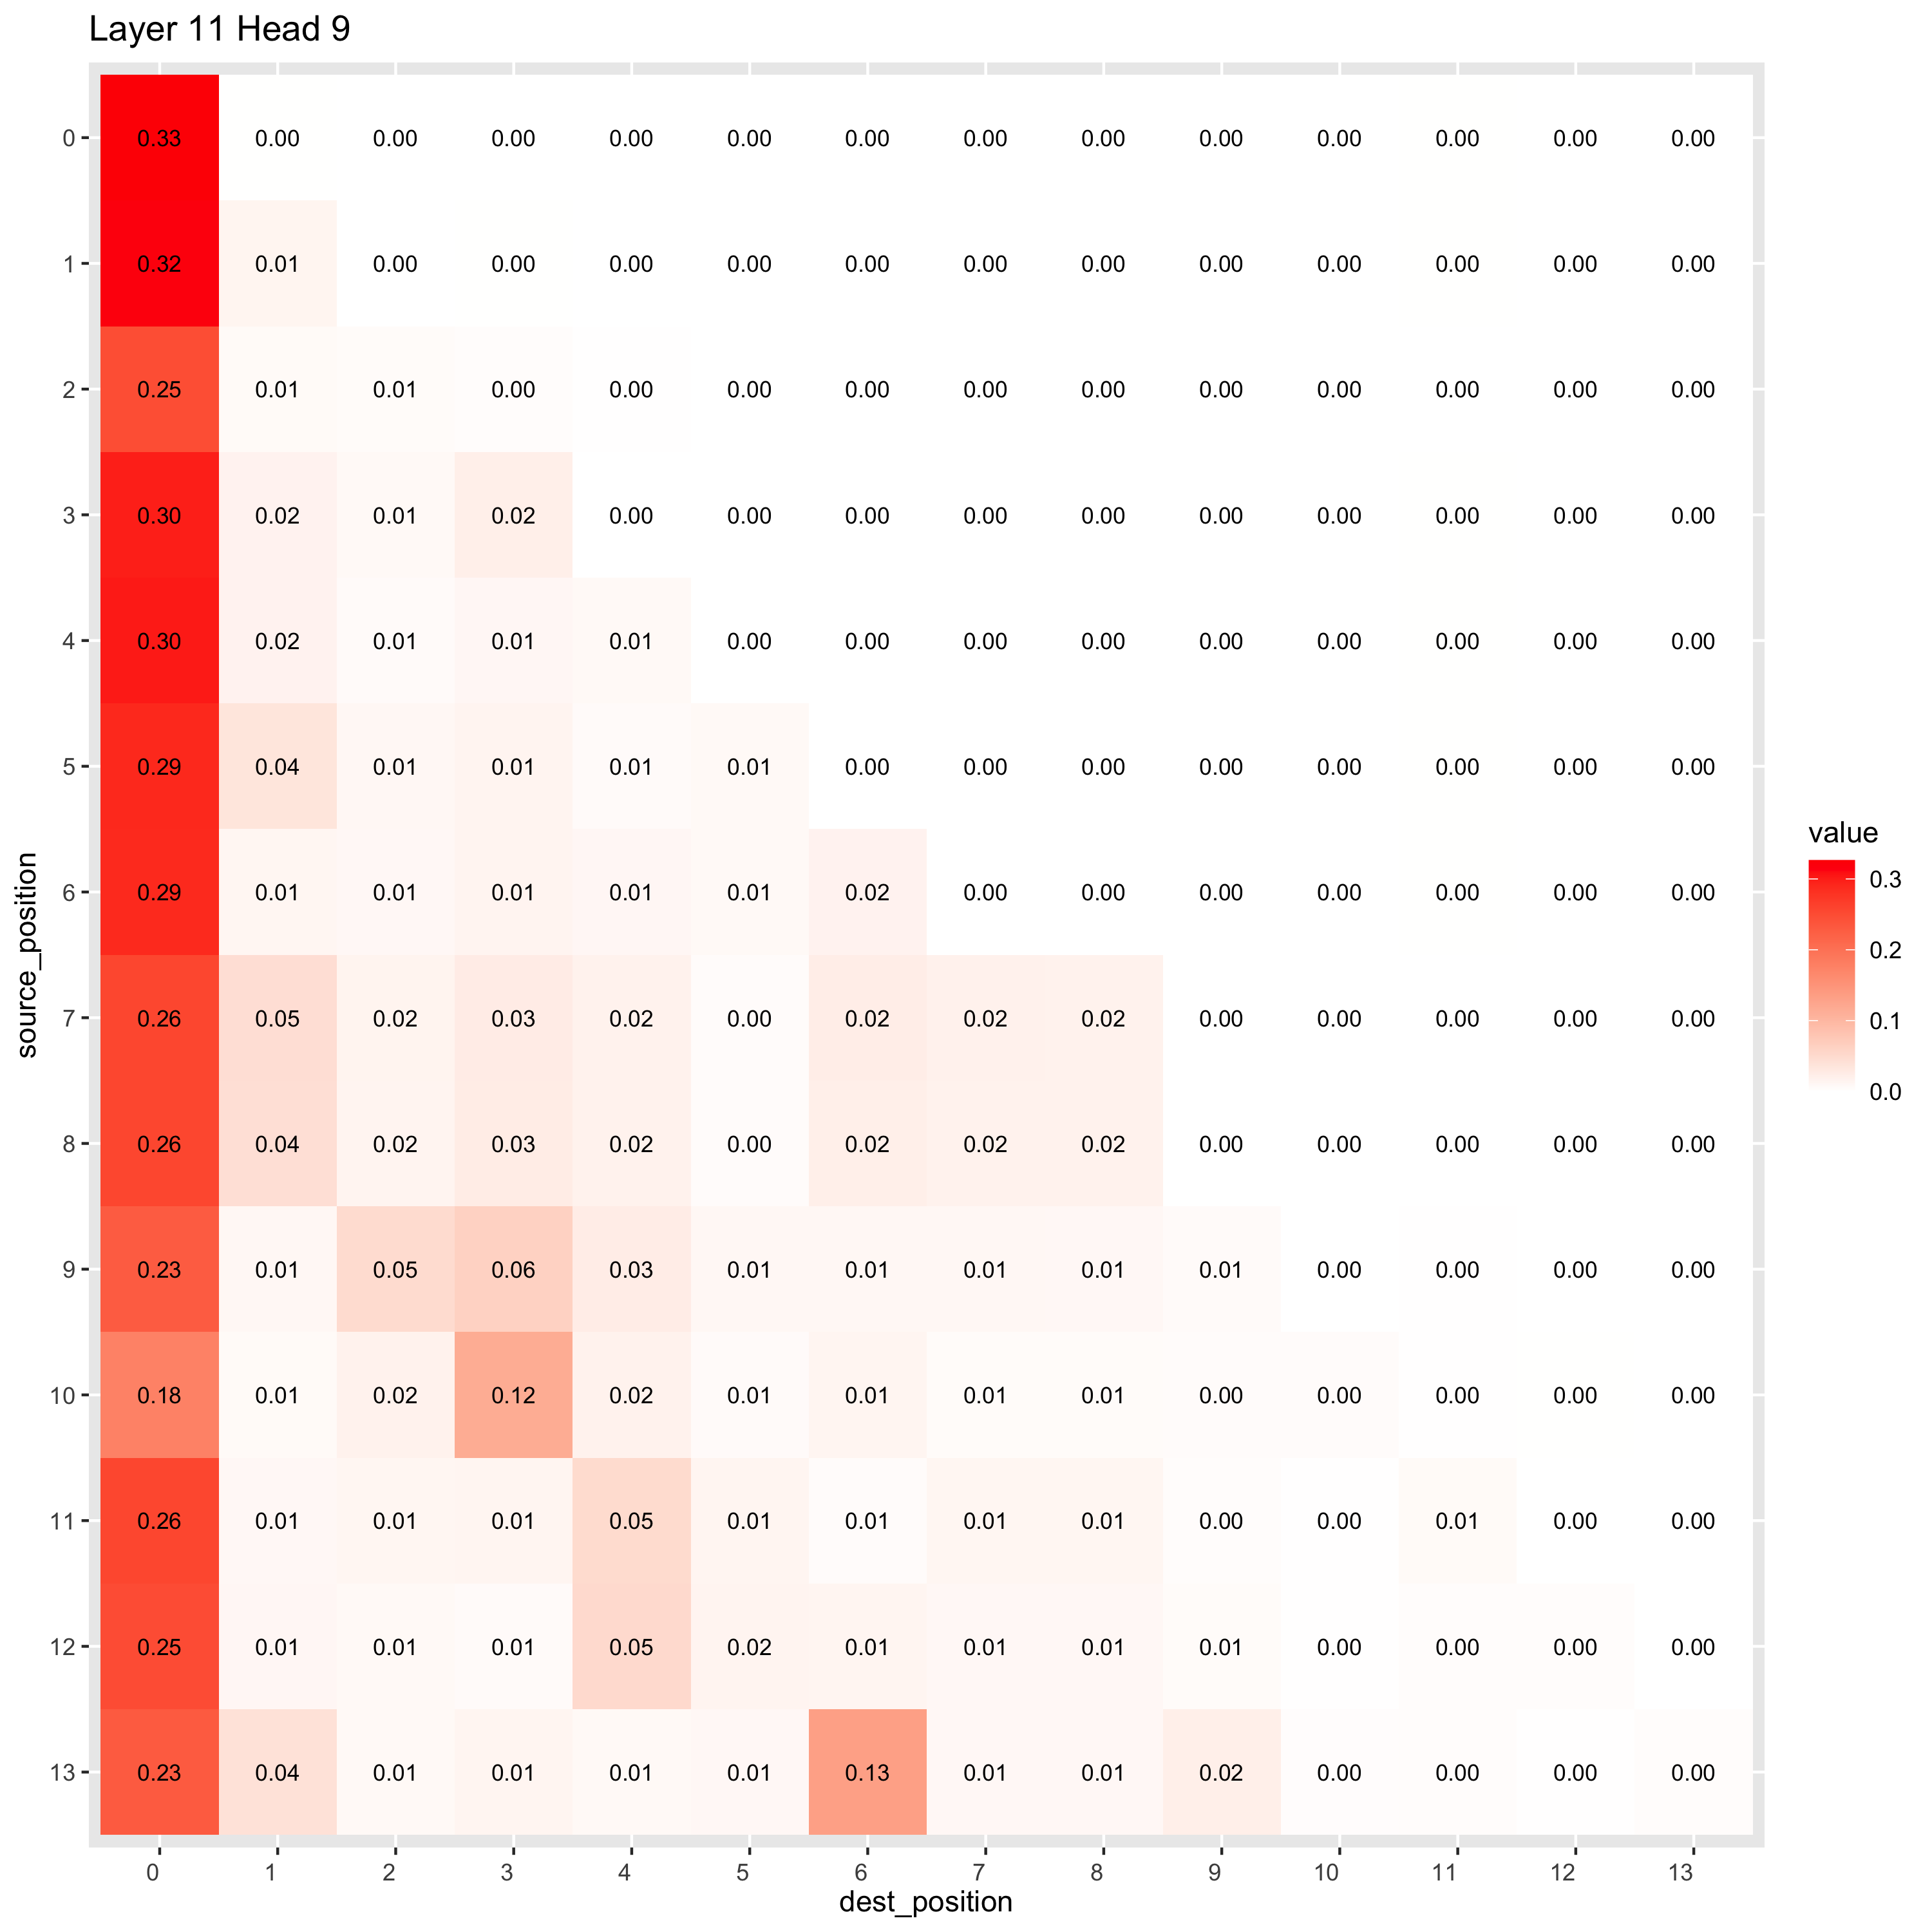 Layer 11 Head 9
0 0.33 0.00 0.00 0.00 0.00 0.00 0.00 0.00 0.00 0.00 0.00 0.00 0.00 0.00
1 0.32 0.01 0.00 0.00 0.00 0.00 0.00 0.00 0.00 0.00 0.00 0.00 0.00 0.00
2 0.25 0.01 0.01 0.00 0.00 0.00 0.00 0.00 0.00 0.00 0.00 0.00 0.00 0.00
3 0.30 0.02 0.01 0.02 0.00 0.00 0.00 0.00 0.00 0.00 0.00 0.00 0.00 0.00
4 0.30 0.02 0.01 0.01 0.01 0.00 0.00 0.00 0.00 0.00 0.00 0.00 0.00 0.00
5 0.29 0.04 0.01 0.01 0.01 0.01 0.00 0.00 0.00 0.00 0.00 0.00 0.00 0.00
6 0.29 0.01 0.01 0.01 0.01 0.01 0.02 0.00 0.00 0.00 0.00 0.00 0.00 0.00
7 0.26 0.05 0.02 0.03 0.02 0.00 0.02 0.02 0.02 0.00 0.00 0.00 0.00 0.00
8 0.26 0.04 0.02 0.03 0.02 0.00 0.02 0.02 0.02 0.00 0.00 0.00 0.00 0.00
9 0.23 0.01 0.05 0.06 0.03 0.01 0.01 0.01 0.01 0.01 0.00 0.00 0.00 0.00
10 0.18 0.01 0.02 0.12 0.02 0.01 0.01 0.01 0.01 0.00 0.00 0.00 0.00 0.00
11 0.26 0.01 0.01 0.01 0.05 0.01 0.01 0.01 0.01 0.00 0.00 0.01 0.00 0.00
12 0.25 0.01 0.01 0.01 0.05 0.02 0.01 0.01 0.01 0.01 0.00 0.00 0.00 0.00
13 0.23 0.04 0.01 0.01 0.01 0.01 0.13 0.01 0.01 0.02 0.00 0.00 0.00 0.00
0 1 2 3 4 5 6 7 8 9 10 11 12 13
dest_position
source_position
value
0.3
0.2
0.1
0.0